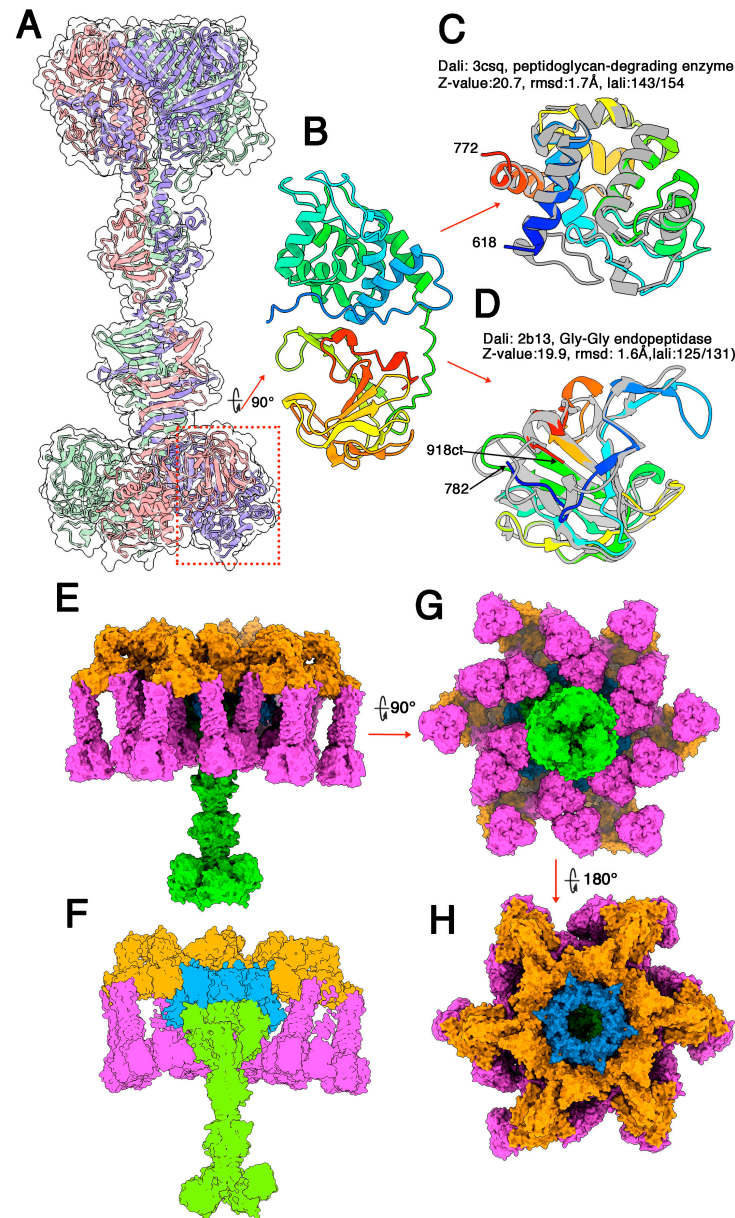 A
B
C
Dali: 3csq, peptidoglycan-degrading enzyme
Z-value:20.7, rmsd:1.7Å, lali:143/154
772
618
D
Dali: 2b13, Gly-Gly endopeptidase
Z-value:19.9, rmsd: 1.6Å,lali:125/131)
90°
918ct
782
E
G
90°
F
180°
H